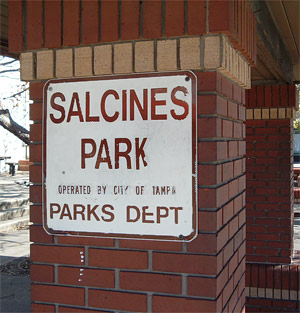 SALCINES
PARK
OPERATED BY CITY OF TAMPA
PARKS DEPT